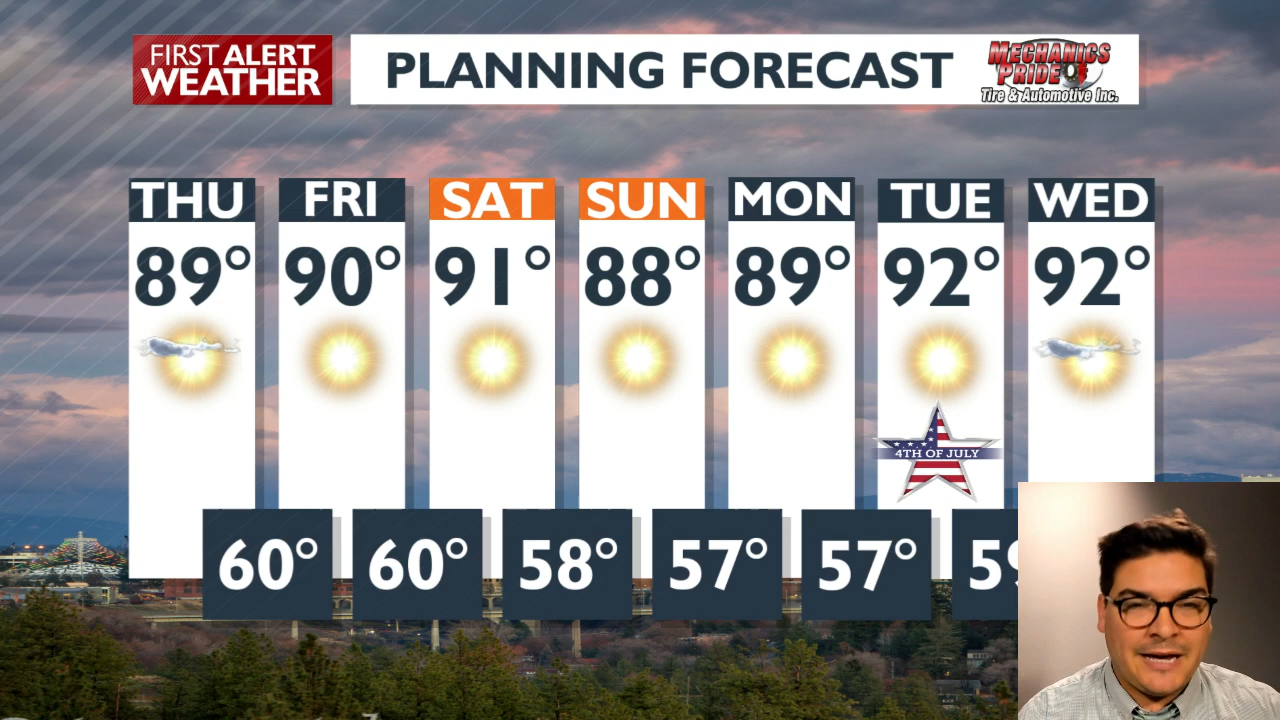 FIRST ALERT
WEATHER
PLANNING FORECAST
MECHANICS
PRIDE
Tire & Automotive Inc.
THU FRI SAT SUN MON TUE WED
89° 90° 91° 88° 89° 92° 92°
4TH OF JULY
60° 60° 58° 57° 57°